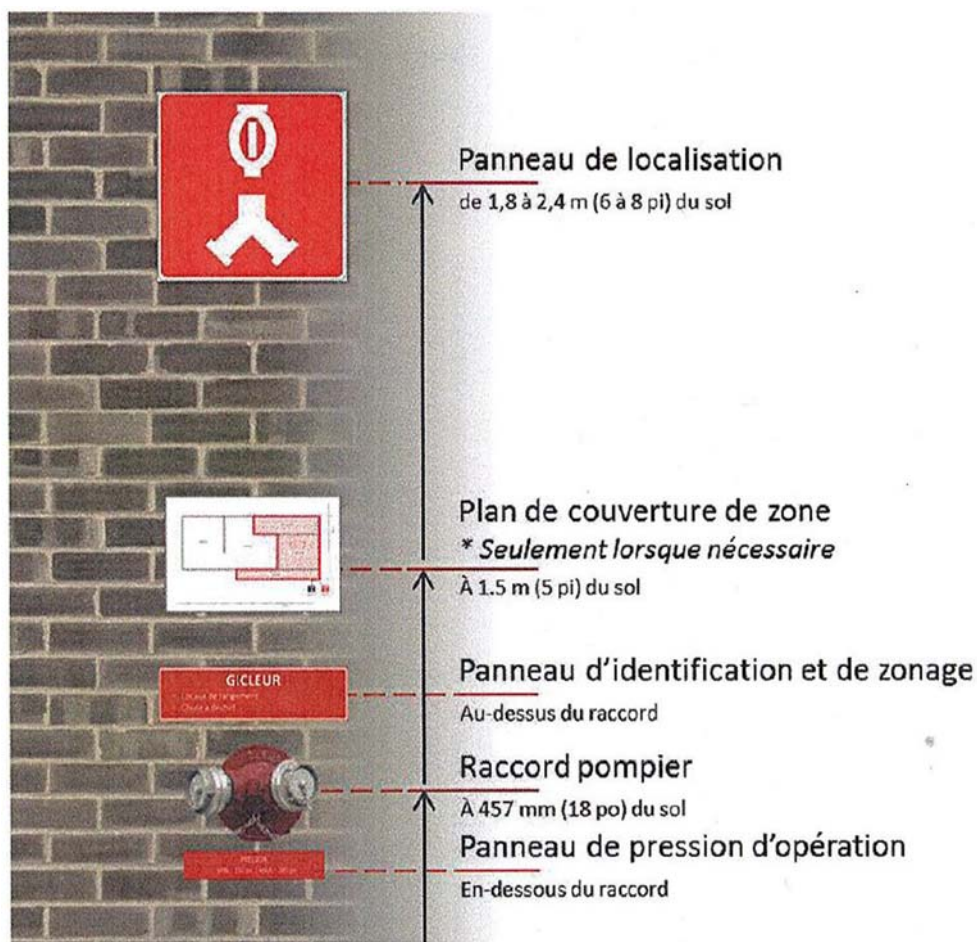 Panneau de localisation
de 1,8 à 2,4 m (6 à 8 pi) du sol
Plan de couverture de zone
* Seulement lorsque nécessaire
À 1.5 m (5 pi) du sol
GICLEUR
Panneau d'identification et de zonage
Au-dessus du raccord
Raccord pompier
À 457 mm (18 po) du sol
Panneau de pression d'opération
En-dessous du raccord